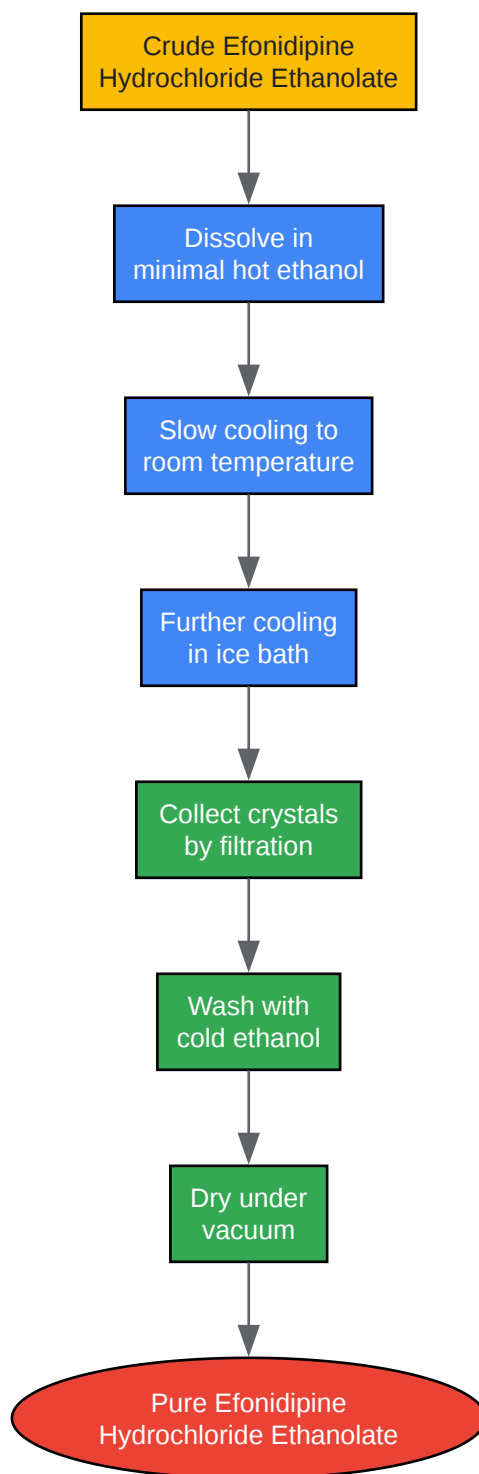 Crude Efonidipine
Hydrochloride Ethanolate
Dissolve in
minimal hot ethanol
Slow cooling to
room temperature
Further cooling
in ice bath
Collect crystals
by filtration
Wash with
cold ethanol
Dry under
vacuum
Pure Efonidipine
Hydrochloride Ethanolate